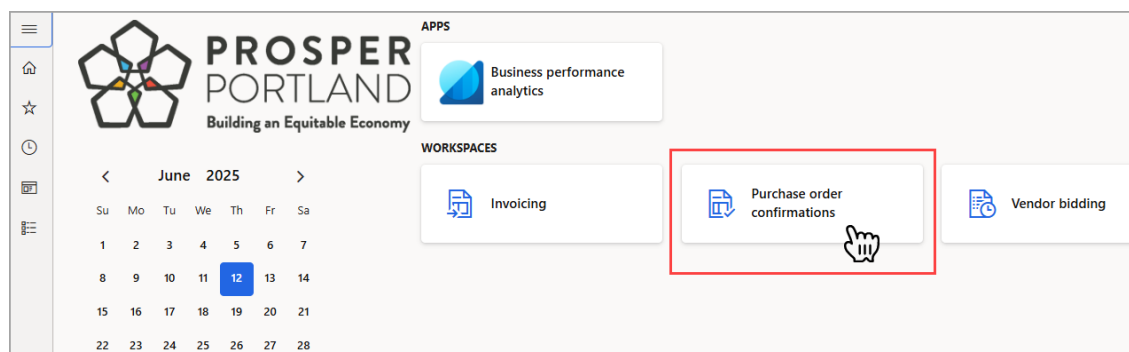 PROSPER
PORTLAND
Building an Equitable Economy
June 2025
Su Mo Tu We Th Fr Sa
1 2 3 4 5 6 7
8 9 10 11 12 13 14
15 16 17 18 19 20 21
22 23 24 25 26 27 28
APPS
Business performance
analytics
WORKSPACES
Invoicing
Purchase order
confirmations
Vendor bidding